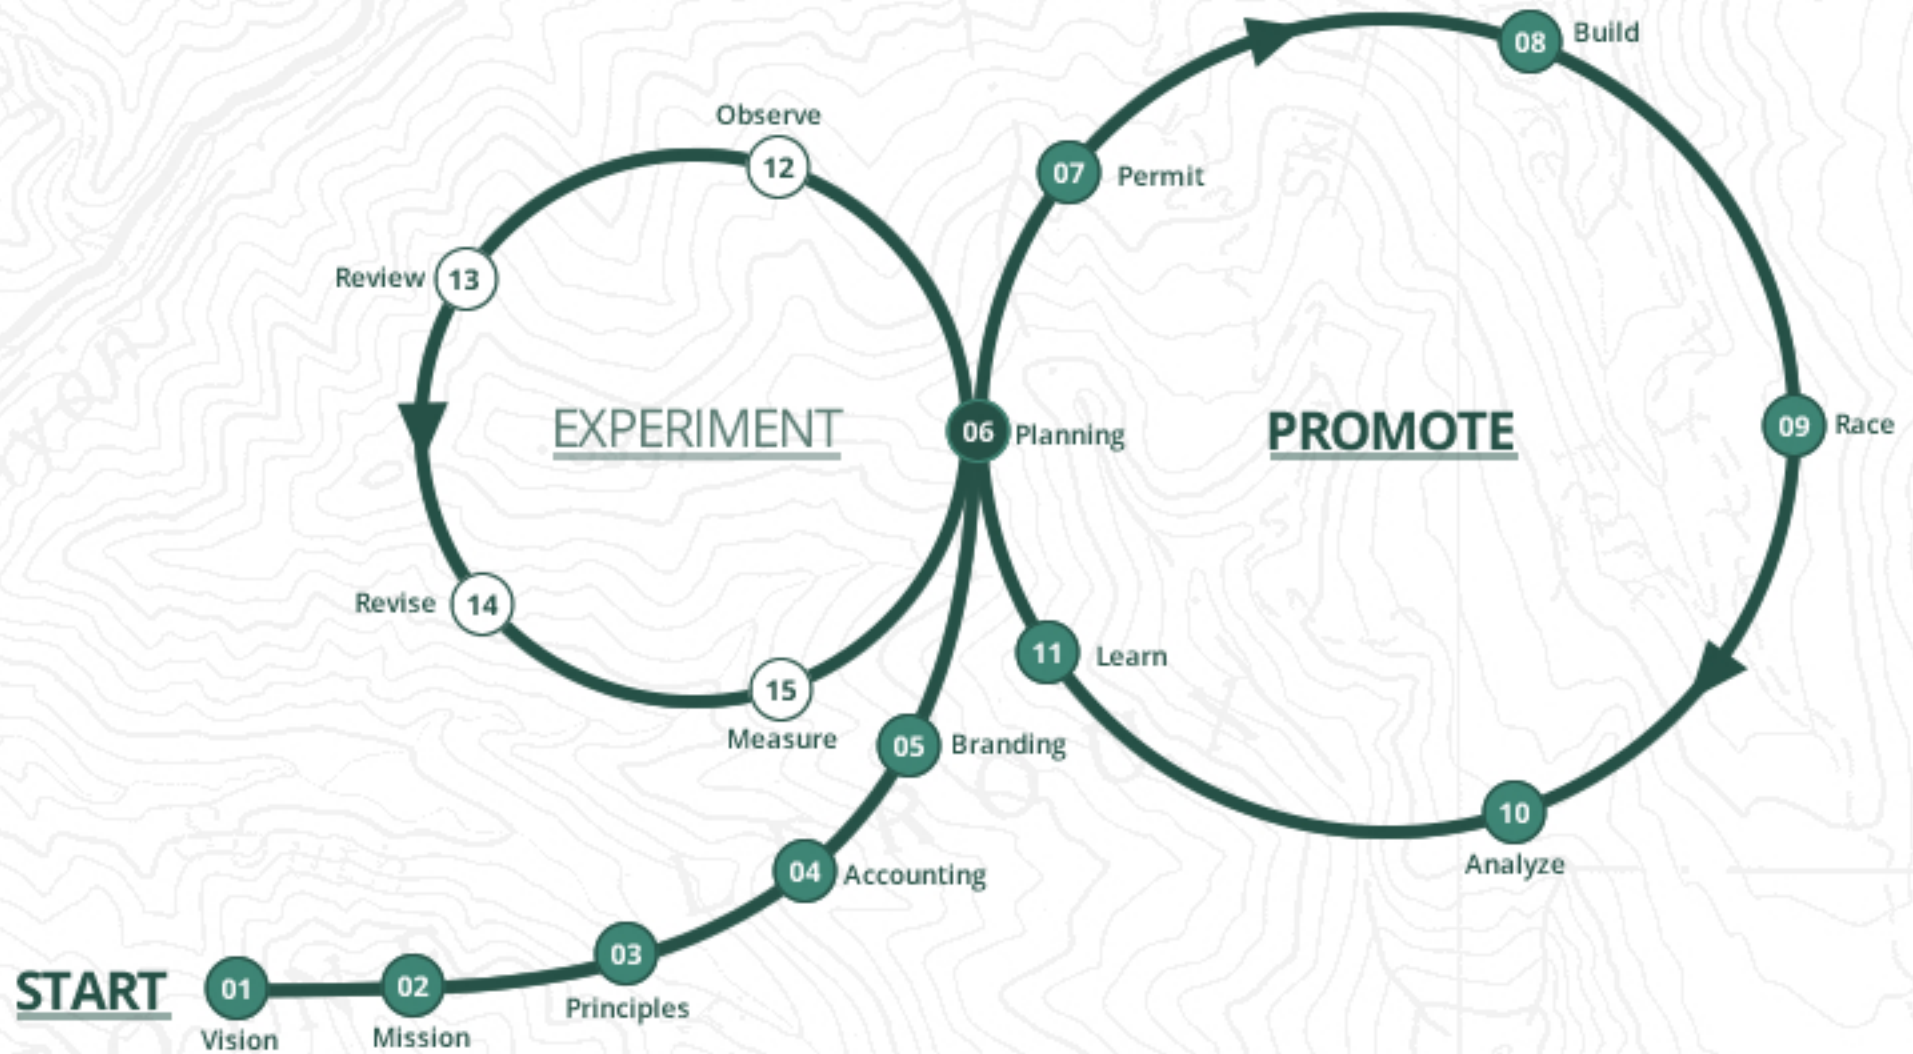 START
01
Vision
02
Mission
03
Principles
04
Accounting
05
Branding
06
Planning
PROMOTE
07
Permit
08
Build
09
Race
10
Analyze
11
Learn
EXPERIMENT
12
Observe
13
Review
14
Revise
15
Measure